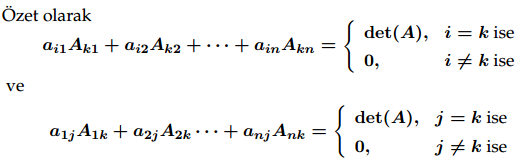 Özet olarak
a_{i1}A_{k1} + a_{i2}A_{k2} + ··· + a_{in}A_{kn} = { det(A), i = k ise
0, i ≠ k ise
ve
a_{1j}A_{1k} + a_{2j}A_{2k} ··· + a_{nj}A_{nk} = { det(A), j = k ise
0, j ≠ k ise